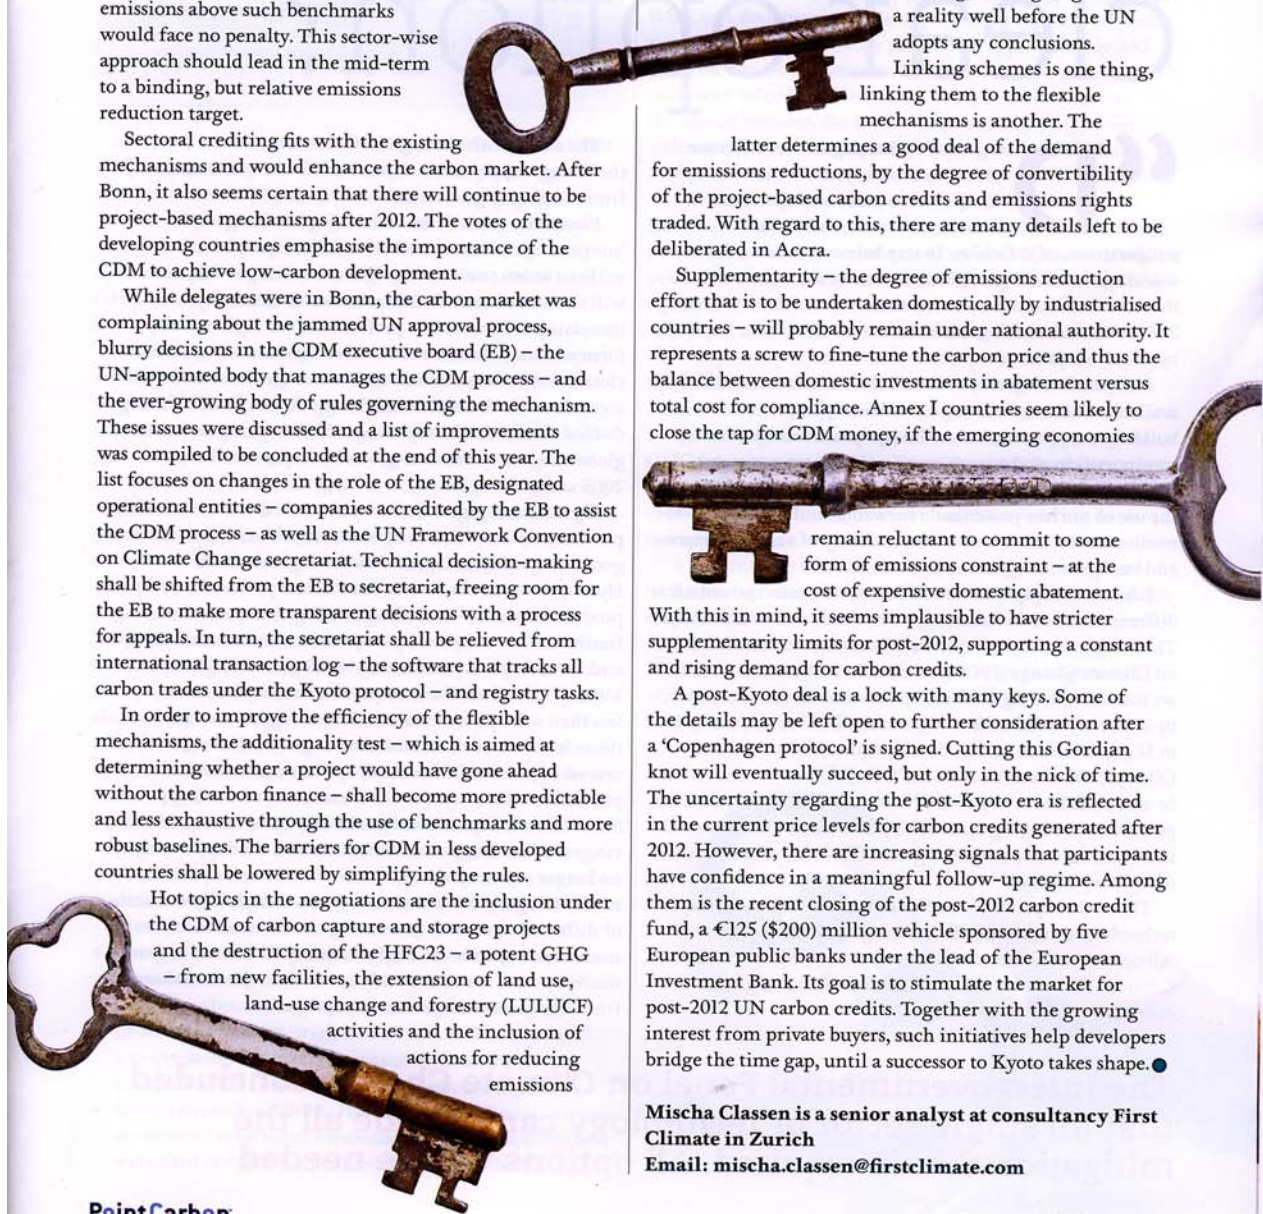 emissions above such benchmarks
would face no penalty. This sector-wise
approach should lead in the mid-term
to a binding, but relative emissions
reduction target.
Sectoral crediting fits with the existing
mechanisms and would enhance the carbon market. After
Bonn, it also seems certain that there will continue to be
project-based mechanisms after 2012. The votes of the
developing countries emphasise the importance of the
CDM to achieve low-carbon development.
While delegates were in Bonn, the carbon market was
complaining about the jammed UN approval process,
blurry decisions in the CDM executive board (EB) – the
UN-appointed body that manages the CDM process – and
the ever-growing body of rules governing the mechanism.
These issues were discussed and a list of improvements
was compiled to be concluded at the end of this year. The
list focuses on changes in the role of the EB, designated
operational entities – companies accredited by the EB to assist
the CDM process – as well as the UN Framework Convention
on Climate Change secretariat. Technical decision-making
shall be shifted from the EB to secretariat, freeing room for
the EB to make more transparent decisions with a process
for appeals. In turn, the secretariat shall be relieved from
international transaction log – the software that tracks all
carbon trades under the Kyoto protocol – and registry tasks.
In order to improve the efficiency of the flexible
mechanisms, the additionality test – which is aimed at
determining whether a project would have gone ahead
without the carbon finance – shall become more predictable
and less exhaustive through the use of benchmarks and more
robust baselines. The barriers for CDM in less developed
countries shall be lowered by simplifying the rules.
Hot topics in the negotiations are the inclusion under
the CDM of carbon capture and storage projects
and the destruction of the HFC23 – a potent GHG
– from new facilities, the extension of land use,
land-use change and forestry (LULUCF)
activities and the inclusion of
actions for reducing
emissions
a reality well before the UN
adopts any conclusions.
Linking schemes is one thing,
linking them to the flexible
mechanisms is another. The
latter determines a good deal of the demand
for emissions reductions, by the degree of convertibility
of the project-based carbon credits and emissions rights
traded. With regard to this, there are many details left to be
deliberated in Accra.
Supplementarity – the degree of emissions reduction
effort that is to be undertaken domestically by industrialised
countries – will probably remain under national authority. It
represents a screw to fine-tune the carbon price and thus the
balance between domestic investments in abatement versus
total cost for compliance. Annex I countries seem likely to
close the tap for CDM money, if the emerging economies
remain reluctant to commit to some
form of emissions constraint – at the
cost of expensive domestic abatement.
With this in mind, it seems implausible to have stricter
supplementarity limits for post-2012, supporting a constant
and rising demand for carbon credits.
A post-Kyoto deal is a lock with many keys. Some of
the details may be left open to further consideration after
a ‘Copenhagen protocol’ is signed. Cutting this Gordian
knot will eventually succeed, but only in the nick of time.
The uncertainty regarding the post-Kyoto era is reflected
in the current price levels for carbon credits generated after
2012. However, there are increasing signals that participants
have confidence in a meaningful follow-up regime. Among
them is the recent closing of the post-2012 carbon credit
fund, a €125 ($200) million vehicle sponsored by five
European public banks under the lead of the European
Investment Bank. Its goal is to stimulate the market for
post-2012 UN carbon credits. Together with the growing
interest from private buyers, such initiatives help developers
bridge the time gap, until a successor to Kyoto takes shape.
Mischa Classen is a senior analyst at consultancy First
Climate in Zurich
Email: mischa.classen@firstclimate.com
PointCarbon